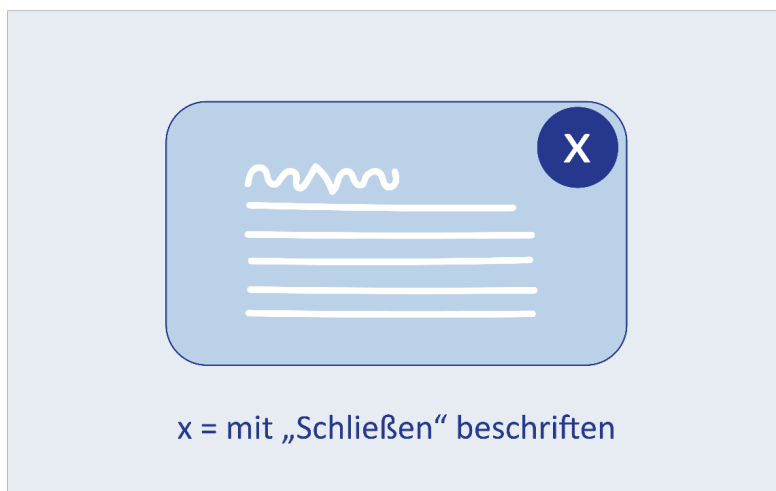 x
x = mit „Schließen“ beschriften